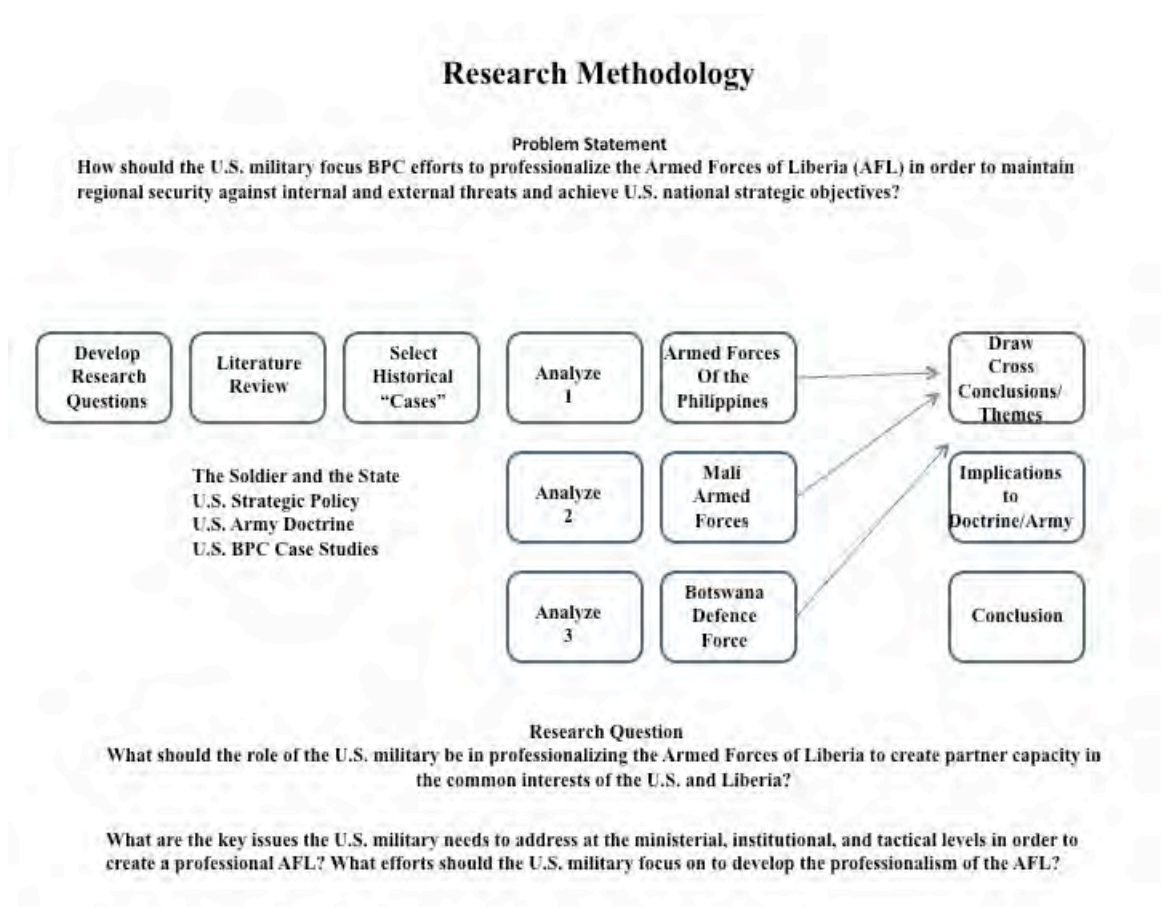 Research Methodology
Problem Statement
How should the U.S. military focus BPC efforts to professionalize the Armed Forces of Liberia (AFL) in order to maintain
regional security against internal and external threats and achieve U.S. national strategic objectives?
Develop
Research
Questions
Literature
Review
Select
Historical
“Cases”
Analyze
1
Armed Forces
Of the
Philippines
Draw
Cross
Conclusions/
Themes
The Soldier and the State
U.S. Strategic Policy
U.S. Army Doctrine
U.S. BPC Case Studies
Analyze
2
Mali
Armed
Forces
Implications
to
Doctrine/Army
Analyze
3
Botswana
Defence
Force
Conclusion
Research Question
What should the role of the U.S. military be in professionalizing the Armed Forces of Liberia to create partner capacity in
the common interests of the U.S. and Liberia?
What are the key issues the U.S. military needs to address at the ministerial, institutional, and tactical levels in order to
create a professional AFL? What efforts should the U.S. military focus on to develop the professionalism of the AFL?